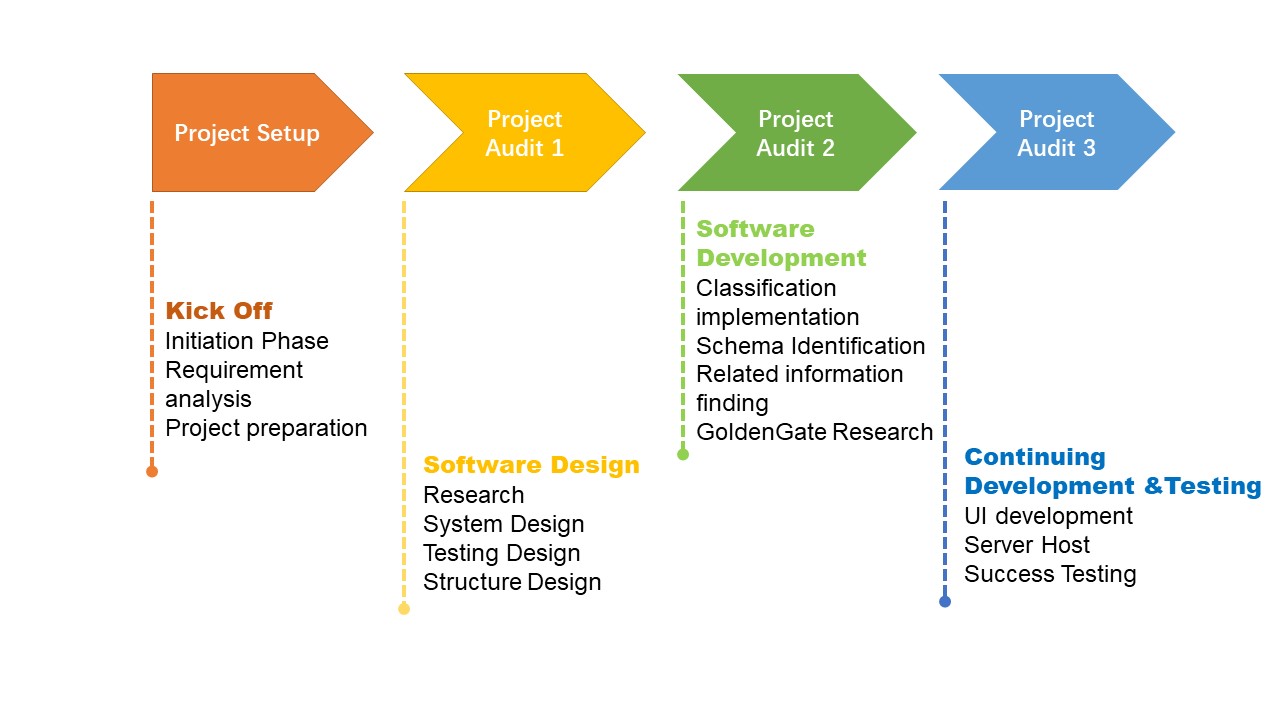 Project Setup
Project
Audit 1
Project
Audit 2
Project
Audit 3
Kick Off
Initiation Phase
Requirement
analysis
Project preparation
Software Design
Research
System Design
Testing Design
Structure Design
Software
Development
Classification
implementation
Schema Identification
Related information
finding
GoldenGate Research
Continuing
Development &Testing
UI development
Server Host
Success Testing